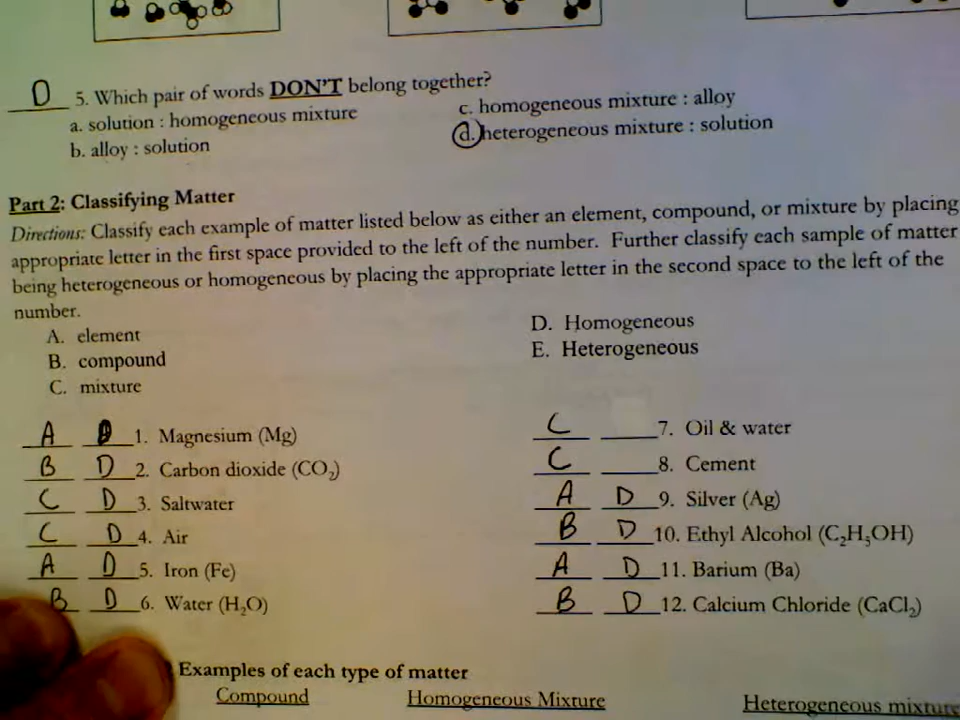 D 5. Which pair of words DON'T belong together?
a. solution : homogeneous mixture
c. homogeneous mixture : alloy
b. alloy : solution
d. heterogeneous mixture : solution
Part 2: Classifying Matter
Directions: Classify each example of matter listed below as either an element, compound, or mixture by placing
appropriate letter in the first space provided to the left of the number. Further classify each sample of matter
being heterogeneous or homogeneous by placing the appropriate letter in the second space to the left of the
number.
A. element
B. compound
C. mixture
D. Homogeneous
E. Heterogeneous
A D 1. Magnesium (Mg)
B D 2. Carbon dioxide (CO₂)
C D 3. Saltwater
C D 4. Air
A D 5. Iron (Fe)
B D 6. Water (H₂O)
C 7. Oil & water
C 8. Cement
A D 9. Silver (Ag)
B D 10. Ethyl Alcohol (C₂H₅OH)
A D 11. Barium (Ba)
B D 12. Calcium Chloride (CaCl₂)
Examples of each type of matter
Compound Homogeneous Mixture Heterogeneous mixture